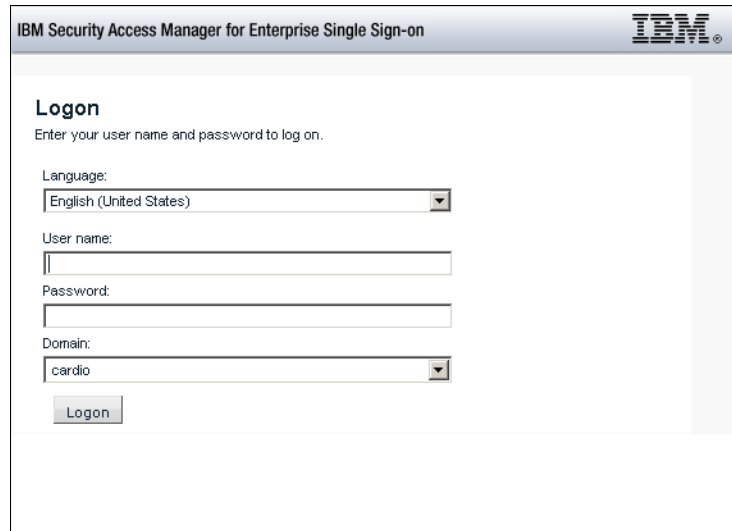 IBM Security Access Manager for Enterprise Single Sign-on
IBM®
Logon
Enter your user name and password to log on.
Language:
English (United States)
User name:
Password:
Domain:
cardio
Logon